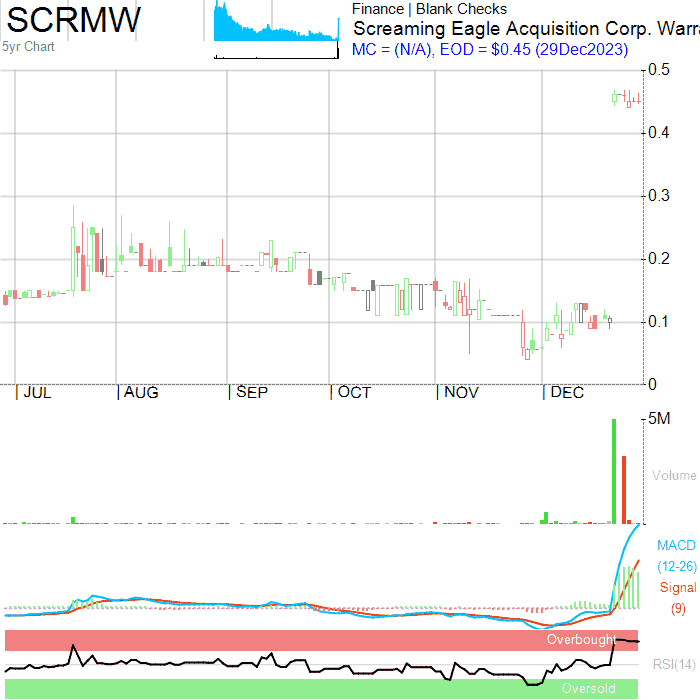 SCRMW
5yr Chart
Finance | Blank Checks
Screaming Eagle Acquisition Corp. Warra
MC = (N/A), EOD = $0.45 (29Dec2023)
0.5
0.4
0.3
0.2
0.1
0
JUL AUG SEP OCT NOV DEC
5M
Volume
MACD
(12-26)
Signal
(9)
Overbought
RSI(14)
Oversold